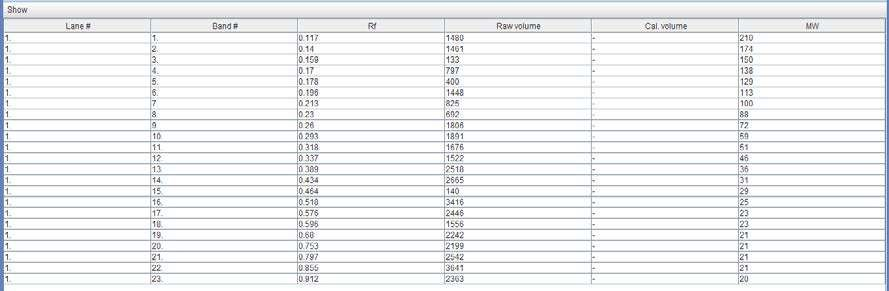 Show
Lane # Band # Rf Raw volume Cal. volume MW
1. 1. 0.117 1480 - 210
1. 2. 0.14 1461 - 174
1. 3. 0.159 133 - 150
1. 4. 0.17 797 - 138
1. 5. 0.178 400 - 129
1. 6. 0.196 1448 - 113
1 7 0.213 825 - 100
1 8 0.23 692 - 88
1 9 0.26 1806 - 72
1 10. 0.293 1891 - 59
1 11 0.318 1676 - 51
1 12 0.337 1522 - 46
1 13 0.389 2518 - 36
1 14. 0.434 2665 - 31
1 15. 0.464 140 - 29
1. 16. 0.518 3416 - 25
1. 17. 0.576 2446 - 23
1. 18. 0.596 1556 - 23
1. 19. 0.68 2242 - 21
1. 20. 0.753 2199 - 21
1. 21. 0.797 2542 - 21
1. 22. 0.855 3641 - 21
1. 23. 0.912 2363 - 20